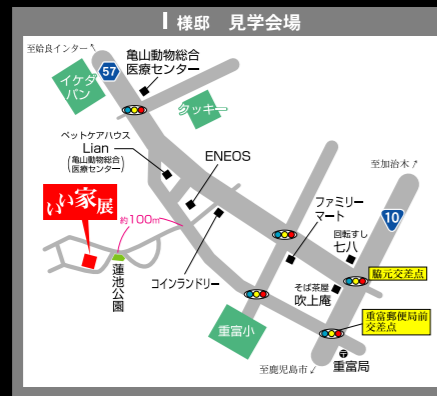 I 様邸　見学会場
至姶良インター
57
亀山動物総合
医療センター
イケダ
パン
クッキー
ペットケアハウス
Lian
(亀山動物総合
医療センター)
ENEOS
至加治木
いい家展
約100m
ファミリー
マート
10
回転すし
七八
蓮池公園
コインランドリー
脇元交差点
そば茶屋
吹上庵
重富小
重富郵便局前
交差点
至鹿児島市
重富局